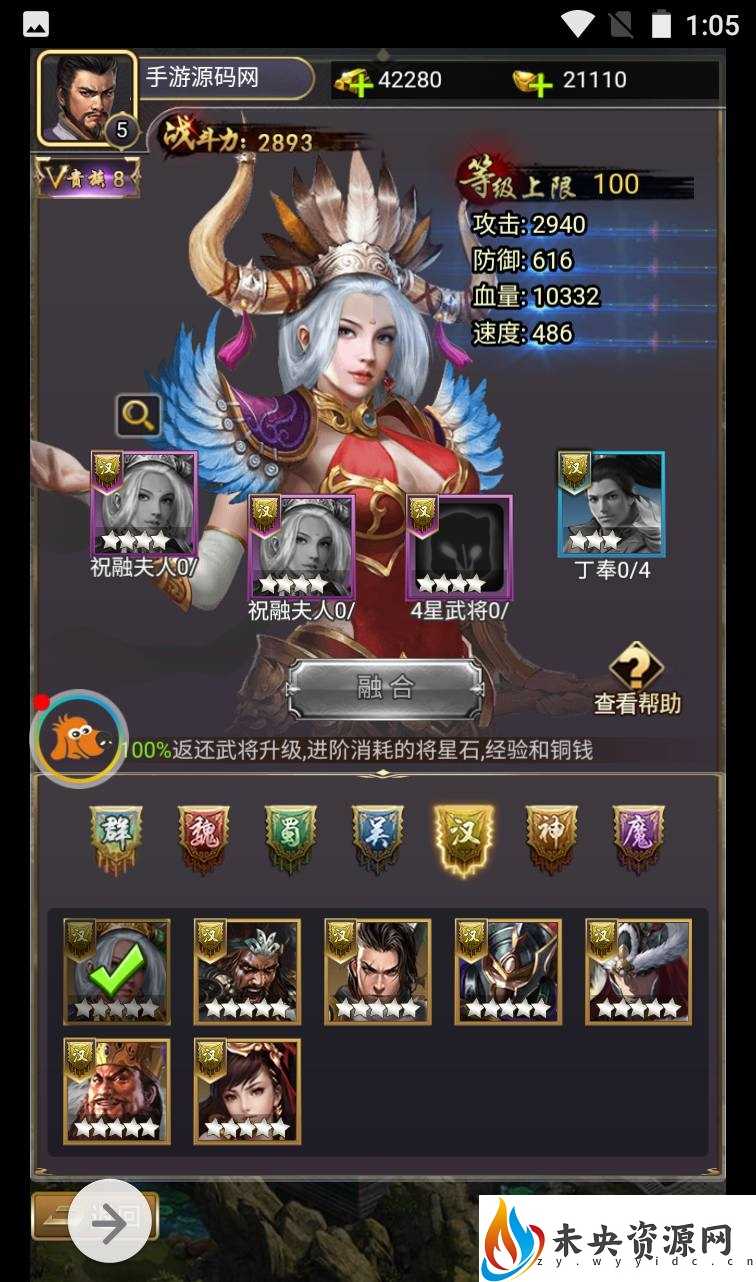 1:05
手游源码网
42280
21110
5
战斗力: 2893
V贵族8
等级上限 100
攻击: 2940
防御: 616
血量: 10332
速度: 486
汉
汉
汉
汉
祝融夫人0/
祝融夫人0/
4星武将0/
丁奉0/4
融合
查看帮助
100%返还武将升级,进阶消耗的将星石,经验和铜钱
群
魏
蜀
吴
汉
神
魔
汉
汉
汉
汉
汉
汉
汉
未央资源网
zy.wyyidc.cn